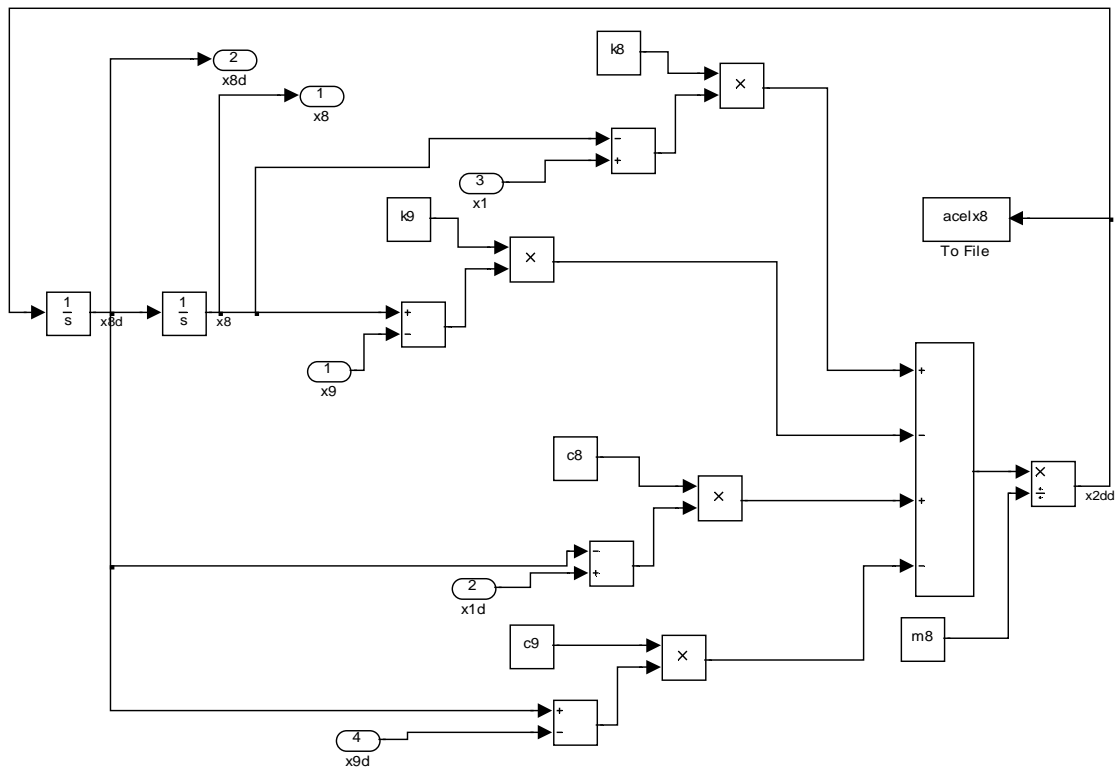 2
x8d
1
x8
k8
×
-
+
3
x1
k9
×
acelx8
To File
1
s
x8d
1
s
x8
+
-
1
x9
+
-
+
-
c8
×
×
÷
x2dd
-
+
2
x1d
c9
×
m8
+
-
4
x9d